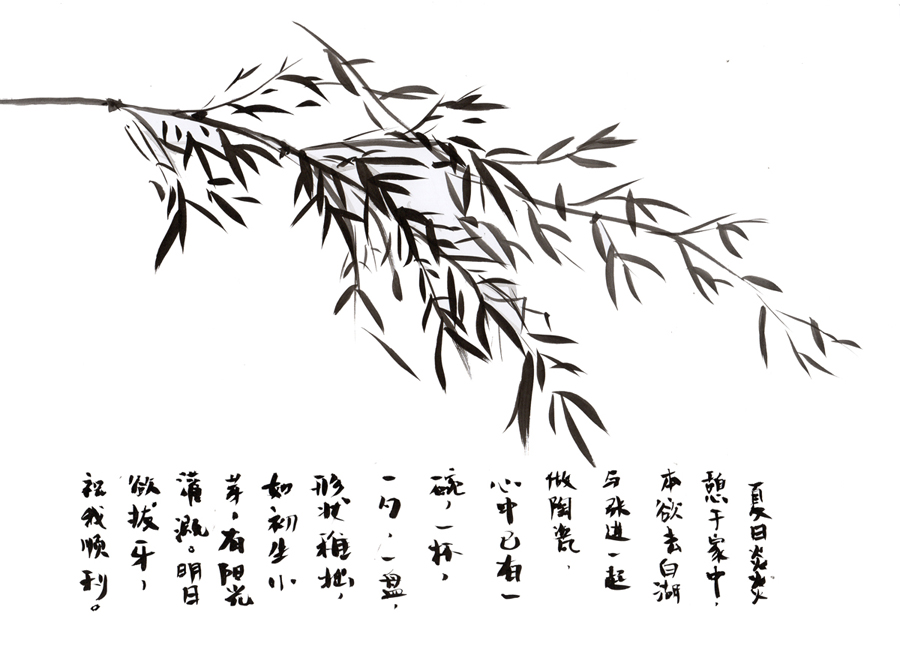 夏日炎炎
憩于家中，
本欲去白湖
与张进一起
做陶瓷，
心中已有一
碗，一杯，
一勺，一盘，
形状稚拙，
如初生小
芽，有阳光
灌溉。明日
欲拔牙，
祝我顺利。